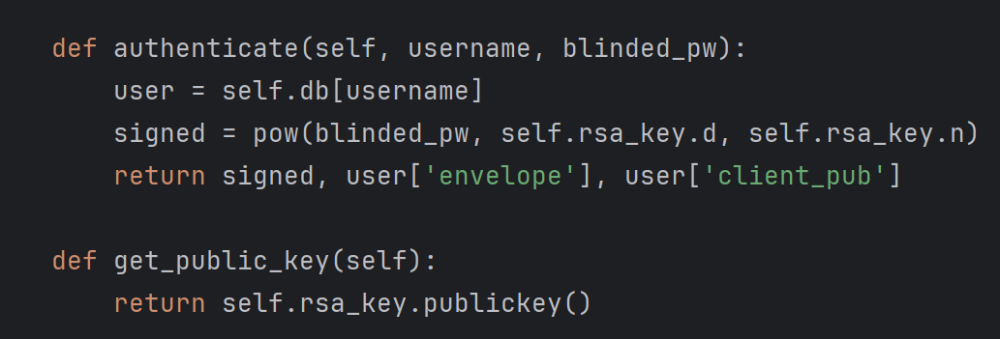 def authenticate(self, username, blinded_pw):
    user = self.db[username]
    signed = pow(blinded_pw, self.rsa_key.d, self.rsa_key.n)
    return signed, user['envelope'], user['client_pub']

def get_public_key(self):
    return self.rsa_key.publickey()